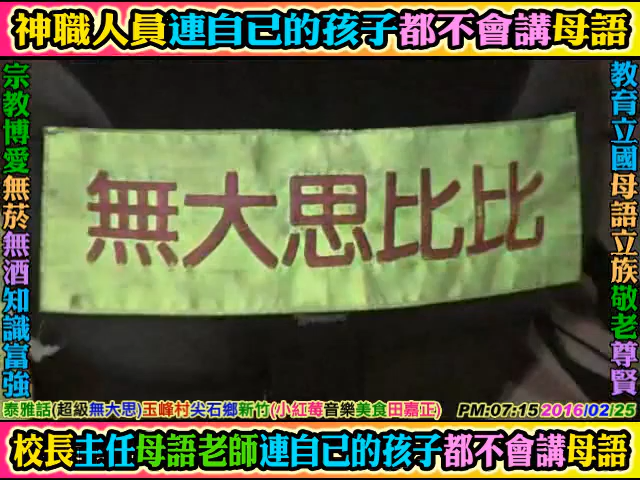 神職人員連自己的孩子都不會講母語
宗教博愛無於無酒知識富強
教育立國母語立族敬老尊賢
無大思比比
泰雅話(超級無大思)玉峰村尖石鄉新竹(小紅莓音樂美食田嘉正) PM:07:15 2016/02/25
校長主任母語老師連自己的孩子都不會講母語